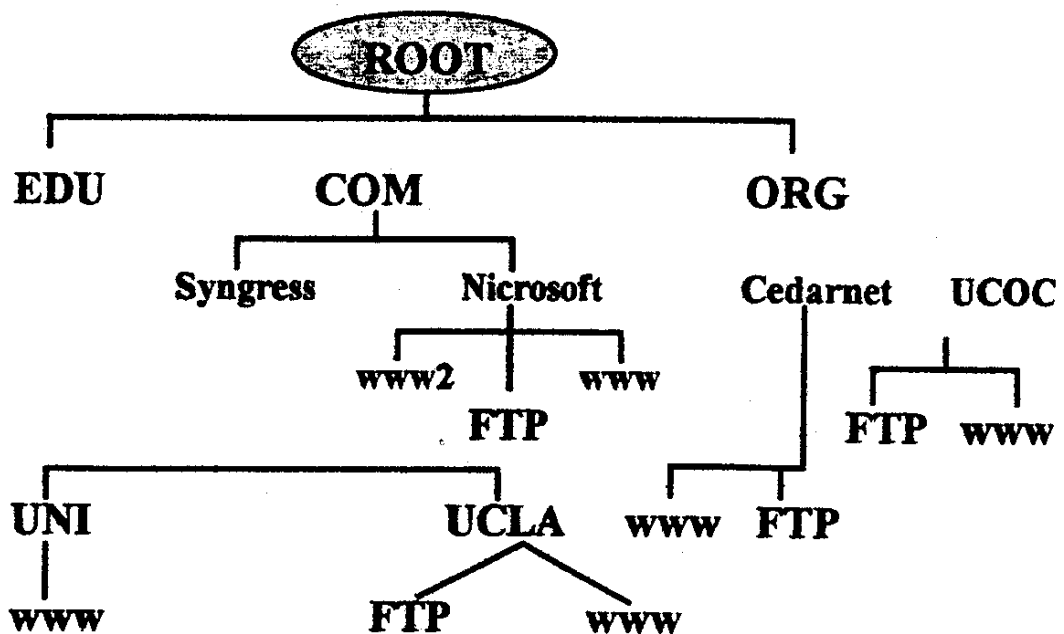 ROOT
EDU COM ORG
Syngress Nicrosoft Cedarnet UCOC
www2 www
FTP FTP www
UNI UCLA www FTP
www FTP www